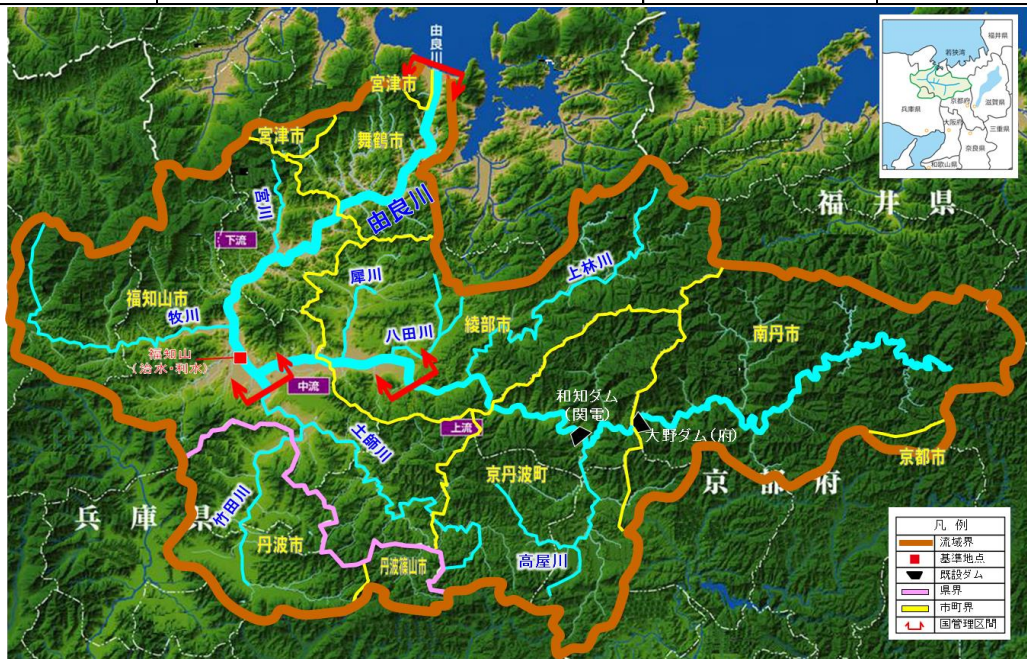 由良川
宮津市
宮津市
舞鶴市
宮川
由良川
下流
福知山市
牧川
犀川
八田川
綾部市
上林川
南丹市
福井県
福知山
(治水・利水)
中流
上流
和知ダム
(関電)
大野ダム(府)
京都市
京都府
京丹波町
土師川
竹田川
兵庫県
丹波市
丹波篠山市
高屋川
若狭湾
福井県
京都府
滋賀県
兵庫県
大阪府
三重県
奈良県
和歌山県
凡例
流域界
基準地点
既設ダム
県界
市町界
国管理区間